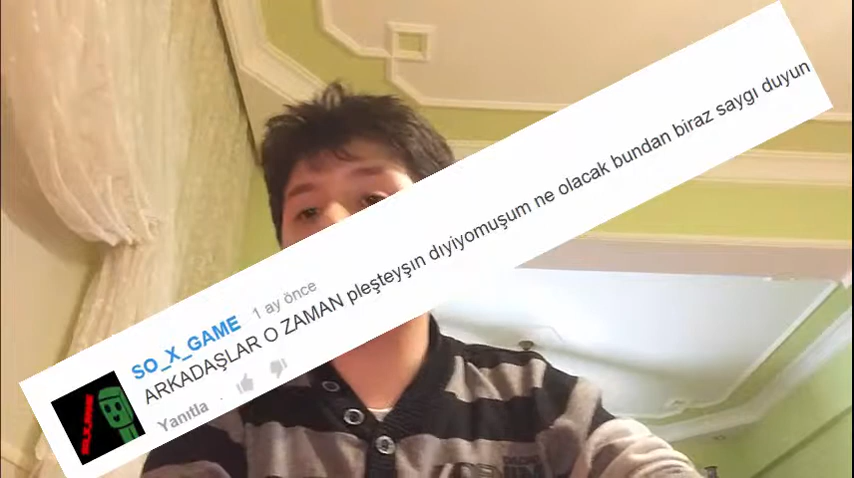 SO_X_GAME 1 ay önce
ARKADAŞLAR O ZAMAN pleşteyşın dıyiyomuşum ne olacak bundan biraz saygı duyun
Yanıtla